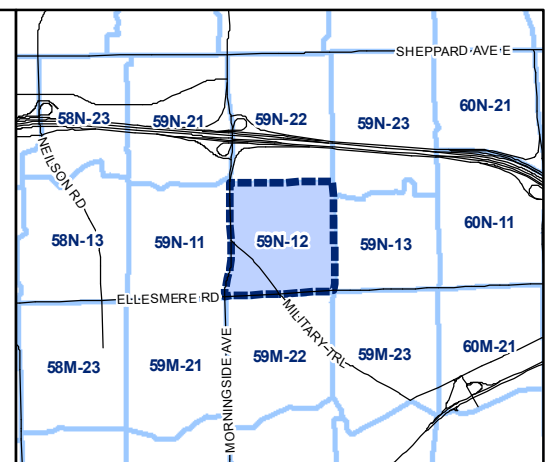 SHEPPARD AVE E
60N-21
58N-23
59N-21
59N-22
59N-23
NEILSON RD
58N-13
59N-11
59N-12
59N-13
60N-11
ELLESMERE RD
MILITARY TRL
MORNINGSIDE AVE
58M-23
59M-21
59M-22
59M-23
60M-21